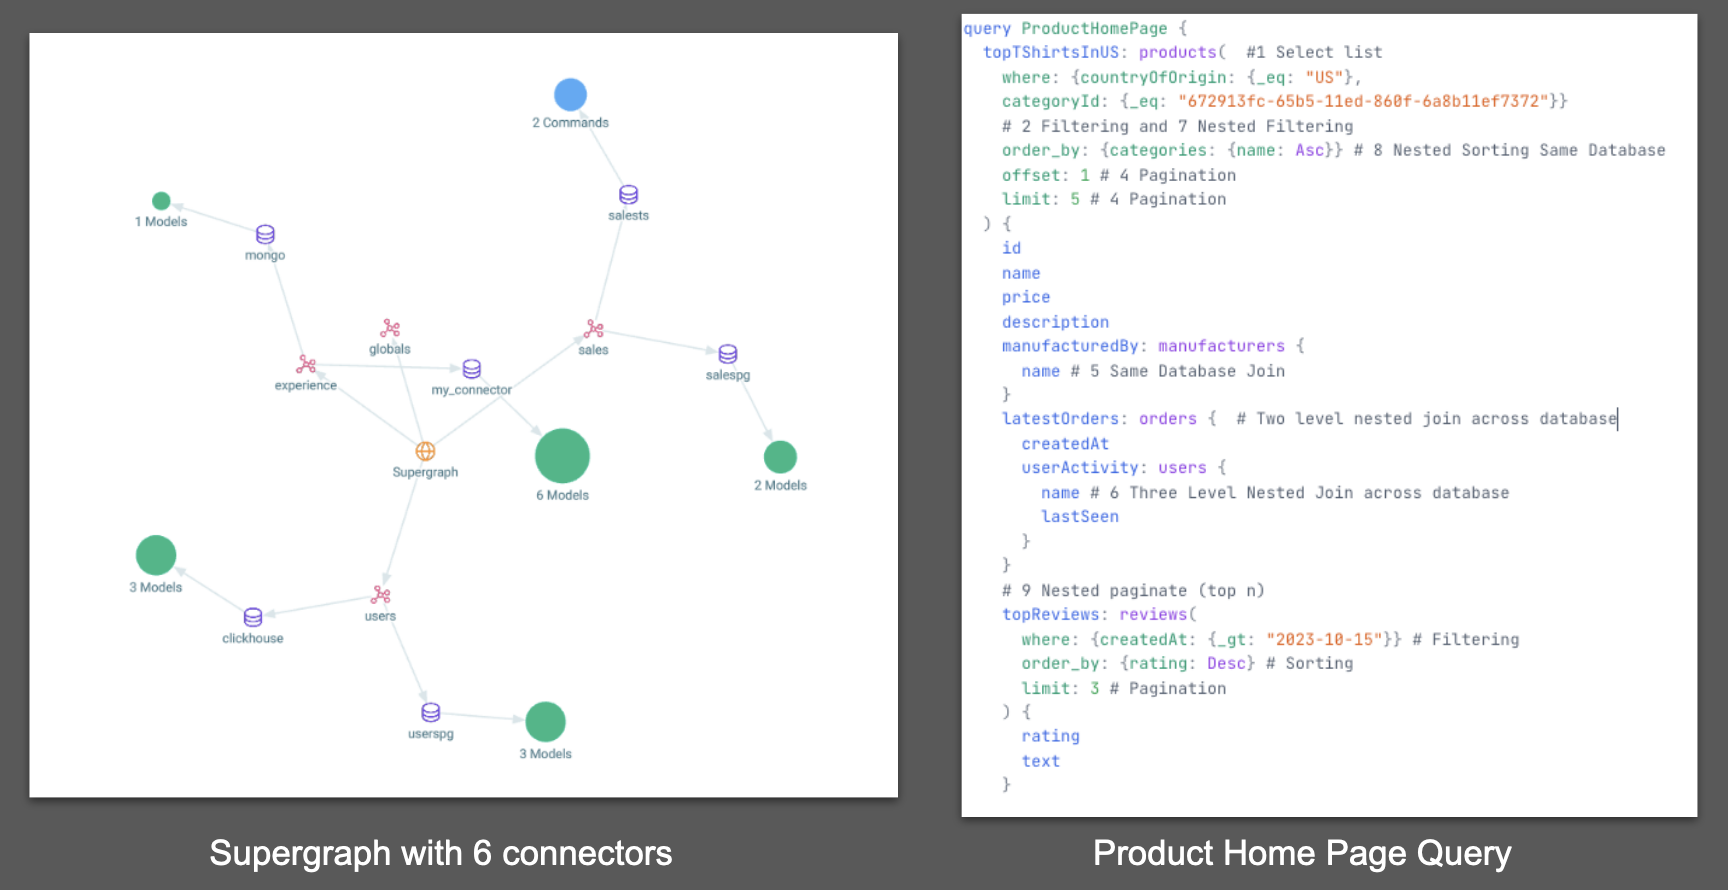 2 Commands
salests
1 Models
mongo
globals
sales
experience
my_connector
salespg
Supergraph
6 Models
2 Models
3 Models
users
clickhouse
userspg
3 Models
Supergraph with 6 connectors
query ProductHomePage {
topTShirtsInUS: products(  #1 Select list
where: {countryOfOrigin: {_eq: "US"},
categoryId: {_eq: "672913fc-65b5-11ed-860f-6a8b11ef7372"}}
# 2 Filtering and 7 Nested Filtering
order_by: {categories: {name: Asc}} # 8 Nested Sorting Same Database
offset: 1 # 4 Pagination
limit: 5 # 4 Pagination
) {
id
name
price
description
manufacturedBy: manufacturers {
name # 5 Same Database Join
}
latestOrders: orders {  # Two level nested join across database
createdAt
userActivity: users {
name # 6 Three Level Nested Join across database
lastSeen
}
}
# 9 Nested paginate (top n)
topReviews: reviews(
where: {createdAt: {_gt: "2023-10-15"}} # Filtering
order_by: {rating: Desc} # Sorting
limit: 3 # Pagination
) {
rating
text
}
Product Home Page Query